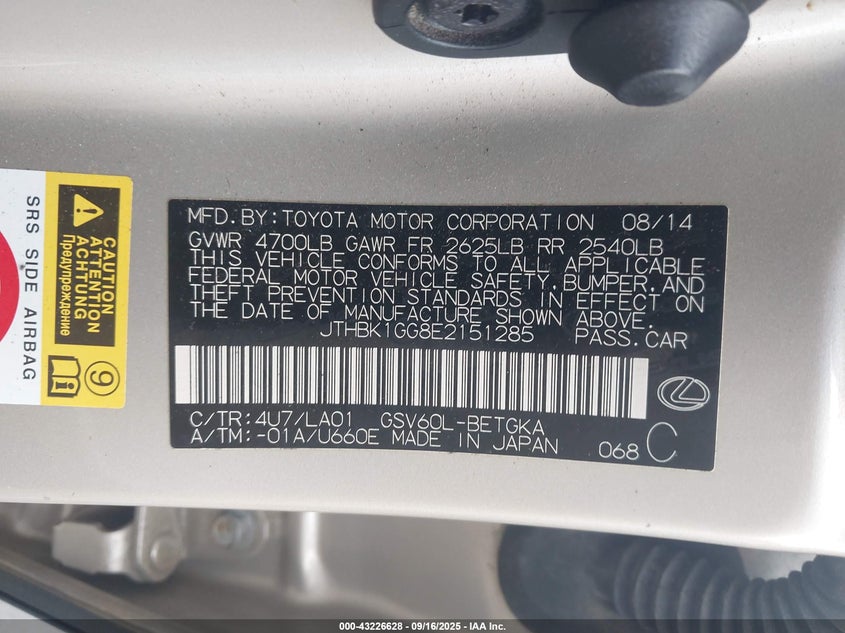 MFD.BY:TOYOTA MOTOR CORPORATION 08/14
GVWR 4700LB GAWR FR 2625LB RR 2540LB
THIS VEHICLE CONFORMS TO ALL APPLICABLE
FEDERAL MOTOR VEHICLE SAFETY,BUMPER,AND
THEFT PREVENTION STANDARDS IN EFFECT ON
THE DATE OF MANUFACTURE SHOWN ABOVE.
JTHBK1GG8E2151285 PASS.CAR
C/TR:4U7/LA01 GSV60L-BETGKA
A/TM:-01A/U660E MADE IN JAPAN 068 C
SRS SIDE AIRBAG
CAUTION
ATTENTION
ACHTUNG
Предупреждение
9
000-43226628 - 09/16/2025 - IAA Inc.